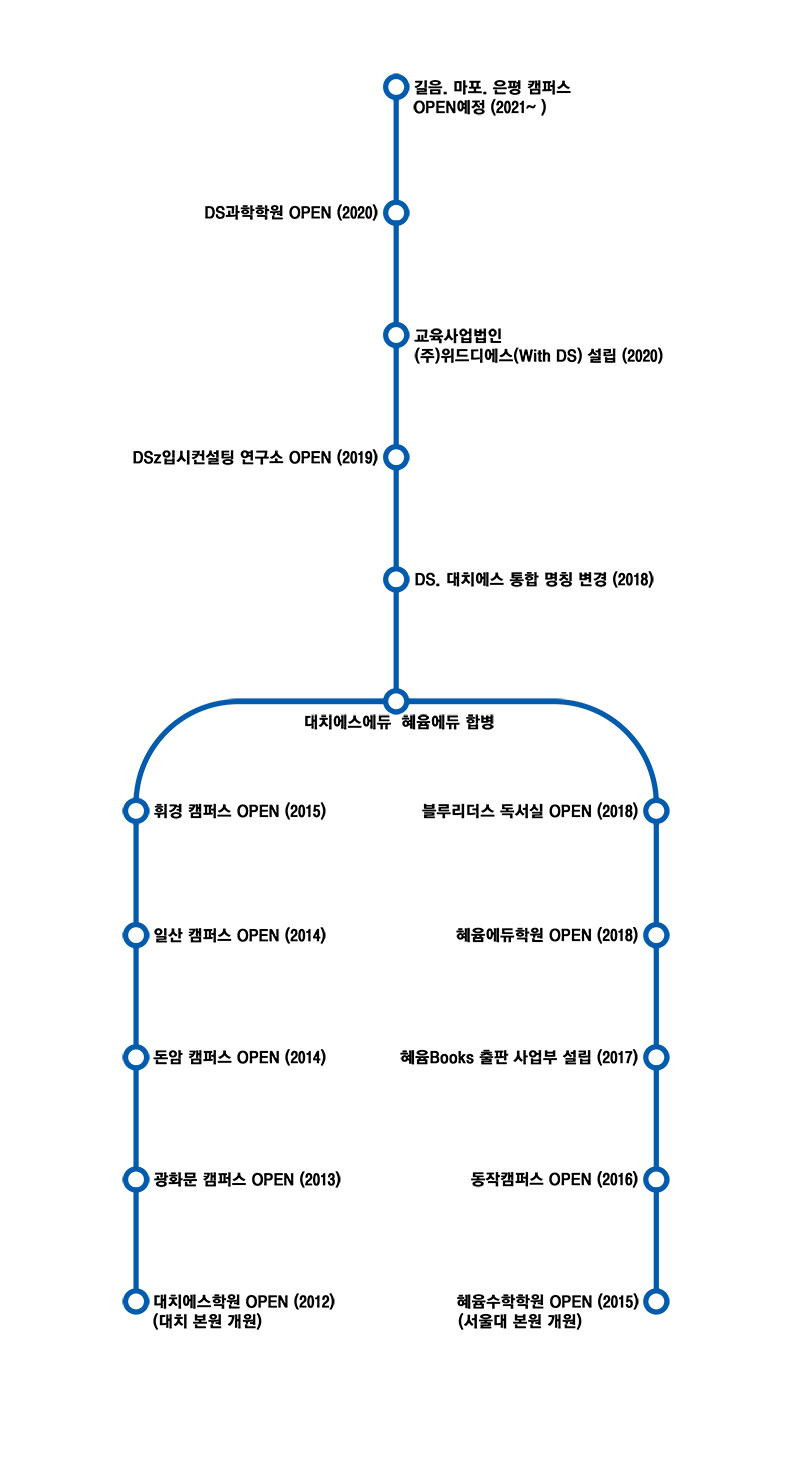 길음. 마포. 은평 캠퍼스
OPEN예정 (2021~ )
DS과학학원 OPEN (2020)
교육사업법인
(주)위드디에스(With DS) 설립 (2020)
DSz입시컨설팅 연구소 OPEN (2019)
DS. 대치에스 통합 명칭 변경 (2018)
대치에스에듀 혜윰에듀 합병
휘경 캠퍼스 OPEN (2015)
블루리더스 독서실 OPEN (2018)
일산 캠퍼스 OPEN (2014)
혜윰에듀학원 OPEN (2018)
돈암 캠퍼스 OPEN (2014)
혜윰Books 출판 사업부 설립 (2017)
광화문 캠퍼스 OPEN (2013)
동작캠퍼스 OPEN (2016)
대치에스학원 OPEN (2012)
(대치 본원 개원)
혜윰수학학원 OPEN (2015)
(서울대 본원 개원)